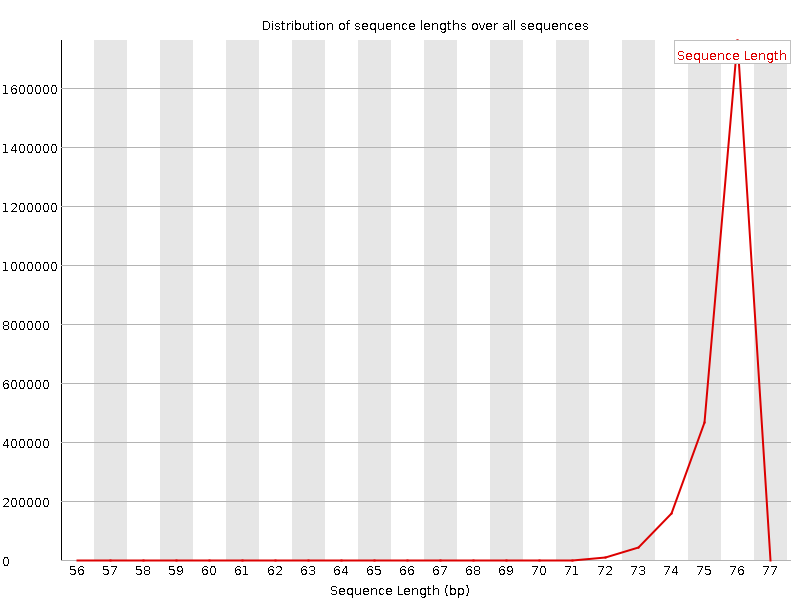 Distribution of sequence lengths over all sequences
Sequence Length
1600000
1400000
1200000
1000000
800000
600000
400000
200000
0
56 57 58 59 60 61 62 63 64 65 66 67 68 69 70 71 72 73 74 75 76 77
Sequence Length (bp)